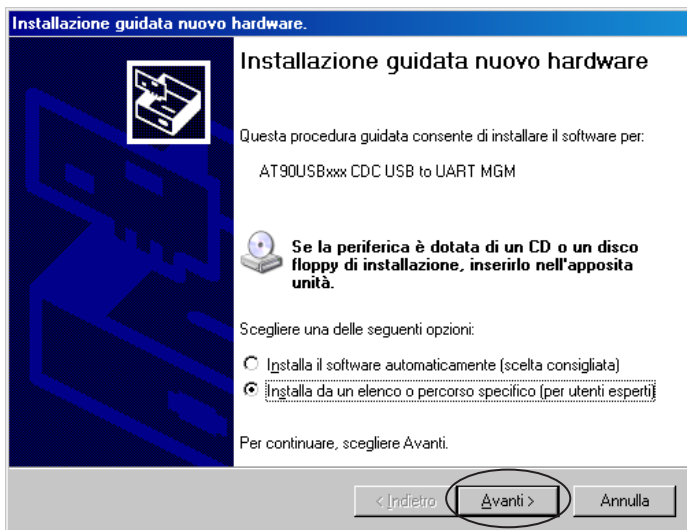 Installazione guidata nuovo hardware.
Installazione guidata nuovo hardware
Questa procedura guidata consente di installare il software per:
AT90USBxxx CDC USB to UART MGM
Se la periferica è dotata di un CD o un disco
floppy di installazione, inserirlo nell'apposita
unità.
Scegliere una delle seguenti opzioni:
Installa il software automaticamente (scelta consigliata)
Installa da un elenco o percorso specifico (per utenti esperti)
Per continuare, scegliere Avanti.
< Indietro Avanti > Annulla